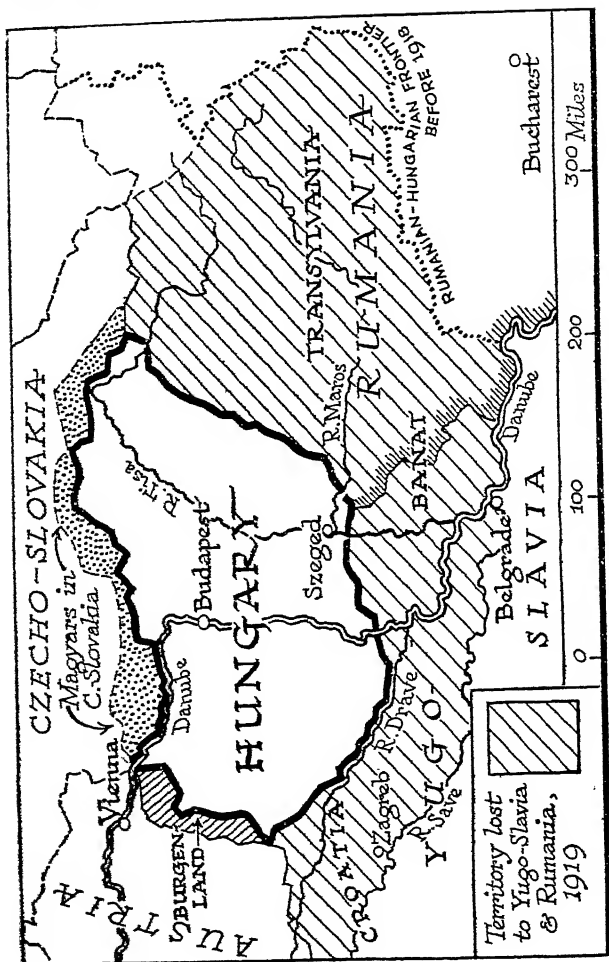 CZECHO-SLOVAKIA
Magyars in
C. Slovakia
Vienna
Danube
AUSTRIA
BURGEN
LAND
HUNGARY
Budapest
R. Tisa
Szeged
R. Maros
TRANSYLVANIA
RUMANIA
RUMANIAN-HUNGARIAN FRONTIER
BEFORE 1918
Bucharest
BANAT
Danube
Belgrade
R. Drave
CROATIA
Zagreb
R. Save
YUGO-
SLAVIA
Territory lost
to Yugo-Slavia
& Rumania,
1919
0 100 200 300 Miles